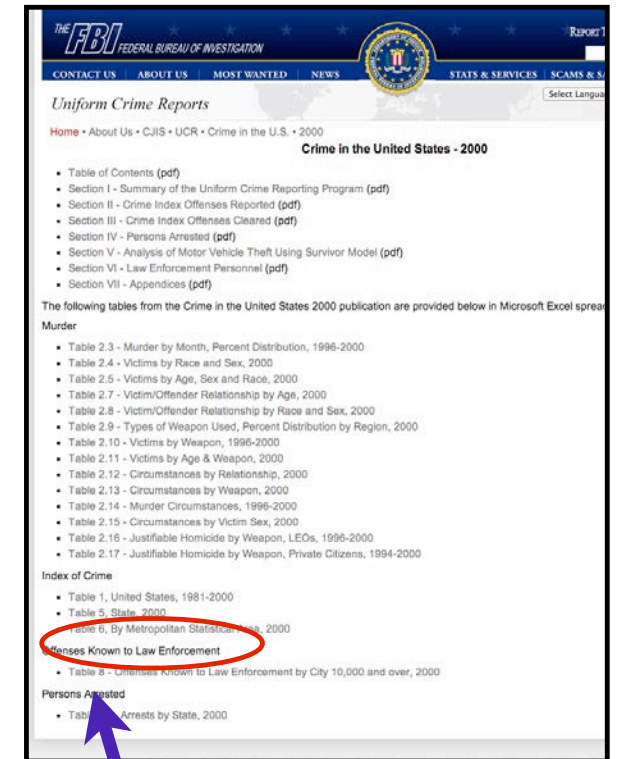 THE FBI FEDERAL BUREAU OF INVESTIGATION
REPORT
CONTACT US ABOUT US MOST WANTED NEWS STATS & SERVICES SCAMS &
Select
Uniform Crime Reports
Home • About Us • CJIS • UCR • Crime in the U.S. • 2000
Crime in the United States - 2000
• Table of Contents (pdf)
• Section I - Summary of the Uniform Crime Reporting Program (pdf)
• Section II - Crime Index Offenses Reported (pdf)
• Section III - Crime Index Offenses Cleared (pdf)
• Section IV - Persons Arrested (pdf)
• Section V - Analysis of Motor Vehicle Theft Using Survivor Model (pdf)
• Section VI - Law Enforcement Personnel (pdf)
• Section VII - Appendices (pdf)
The following tables from the Crime in the United States 2000 publication are provided below in Microsoft Excel
Murder
• Table 2.3 - Murder by Month, Percent Distribution, 1996-2000
• Table 2.4 - Victims by Race and Sex, 2000
• Table 2.5 - Victims by Age, Sex and Race, 2000
• Table 2.7 - Victim/Offender Relationship by Age, 2000
• Table 2.8 - Victim/Offender Relationship by Race and Sex, 2000
• Table 2.9 - Types of Weapon Used, Percent Distribution by Region, 2000
• Table 2.10 - Victims by Weapon, 1996-2000
• Table 2.11 - Victims by Age & Weapon, 2000
• Table 2.12 - Circumstances by Relationship, 2000
• Table 2.13 - Circumstances by Weapon, 2000
• Table 2.14 - Murder Circumstances, 1996-2000
• Table 2.15 - Circumstances by Victim Sex, 2000
• Table 2.16 - Justifiable Homicide by Weapon, LEOs, 1996-2000
• Table 2.17 - Justifiable Homicide by Weapon, Private Citizens, 1994-2000
Index of Crime
• Table 1, United States, 1981-2000
• Table 5, State, 2000
• Table 6, By Metropolitan Statistical Area, 2000
Offenses Known to Law Enforcement
• Table 8 - Offenses Known to Law Enforcement by City 10,000 and over, 2000
Persons Arrested
• Arrests by State, 2000